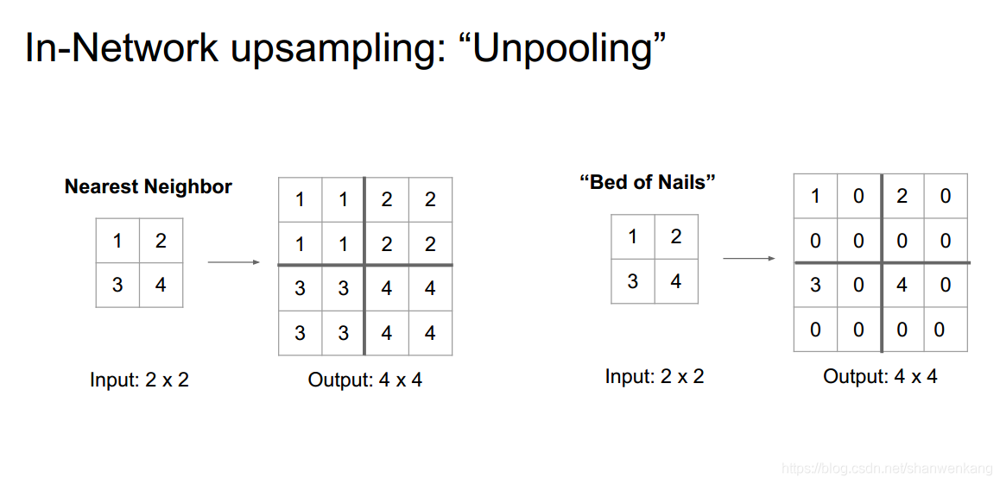 In-Network upsampling: “Unpooling”
Nearest Neighbor
1 2
3 4
Input: 2 x 2
1 1 2 2
1 1 2 2
3 3 4 4
3 3 4 4
Output: 4 x 4
“Bed of Nails”
1 2
3 4
Input: 2 x 2
1 0 2 0
0 0 0 0
3 0 4 0
0 0 0 0
Output: 4 x 4
https://blog.csdn.net/shanwenkang